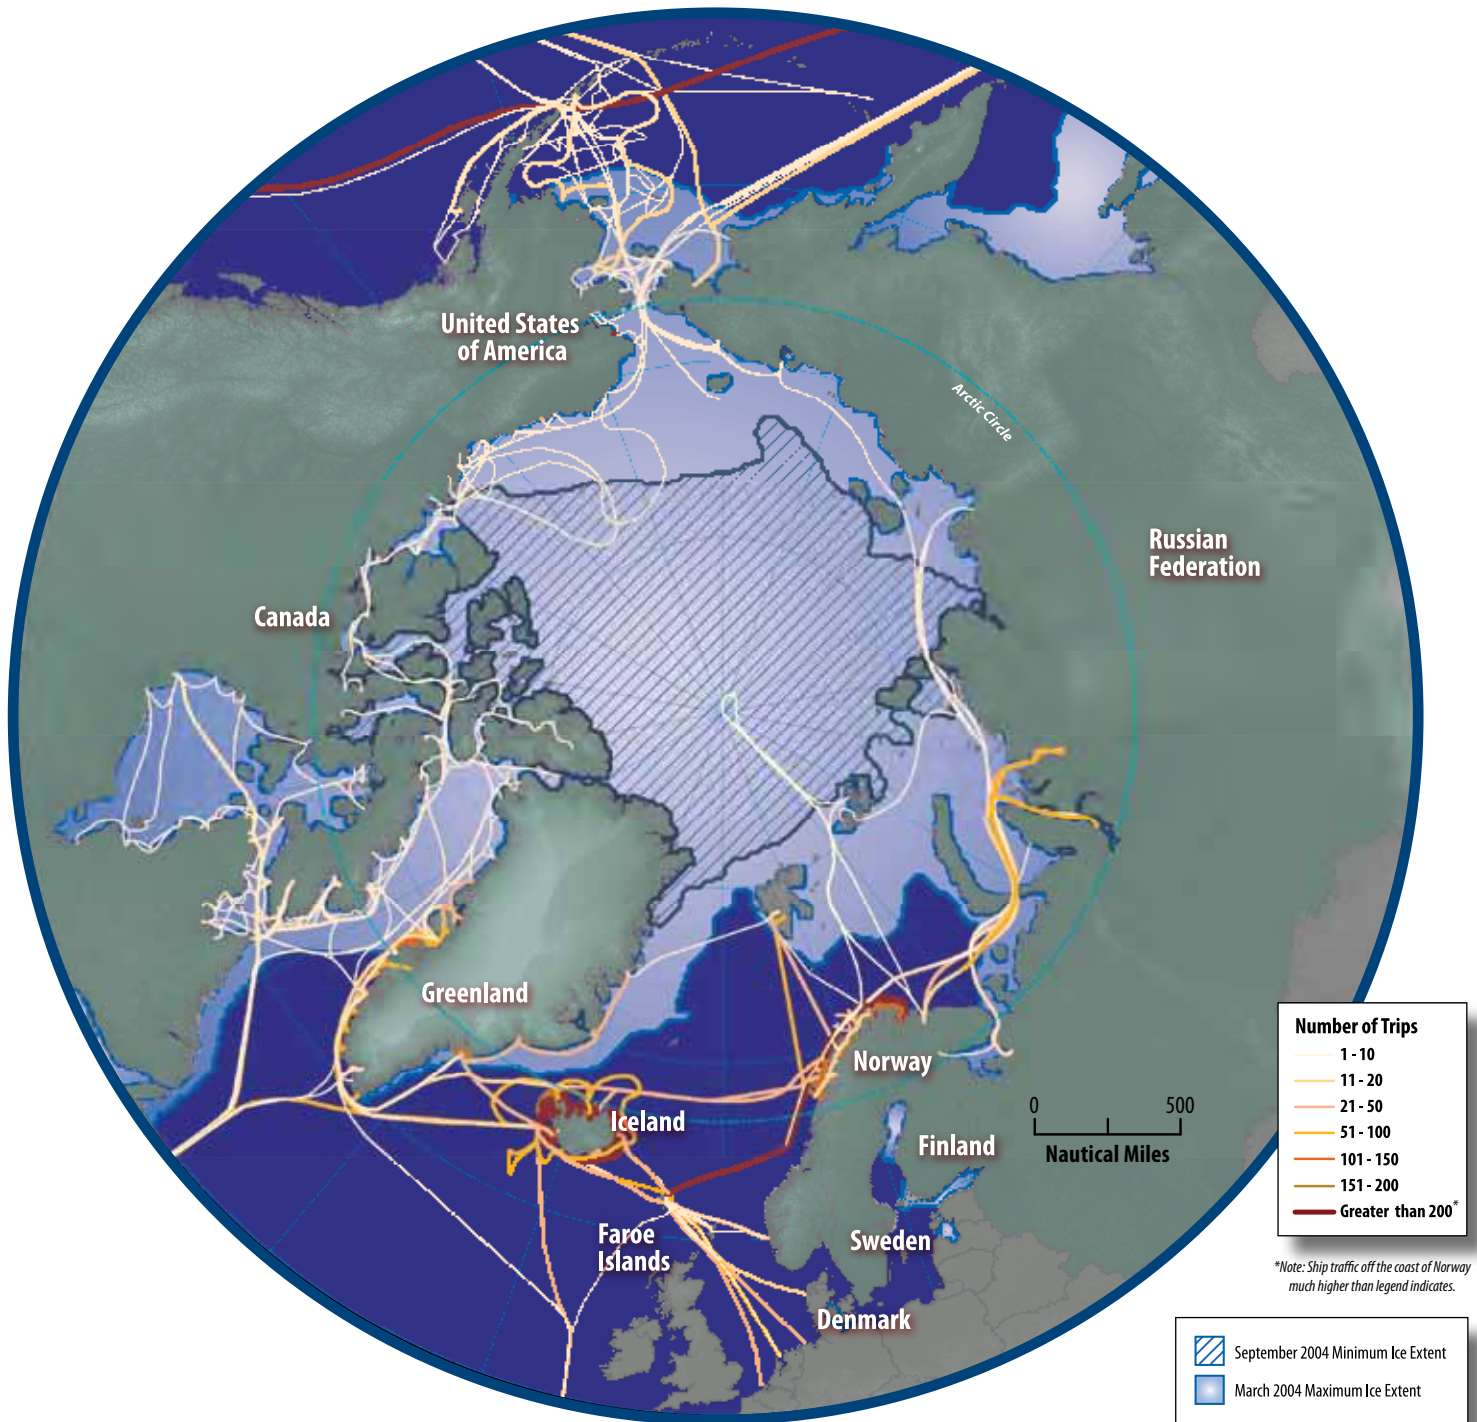 United States
of America
Arctic Circle
Russian
Federation
Canada
Greenland
Norway
Iceland
Finland
0 500
Nautical Miles
Faroe
Islands
Sweden
Denmark
Number of Trips
1 - 10
11 - 20
21 - 50
51 - 100
101 - 150
151 - 200
Greater than 200*
*Note: Ship traffic off the coast of Norway
much higher than legend indicates.
September 2004 Minimum Ice Extent
March 2004 Maximum Ice Extent